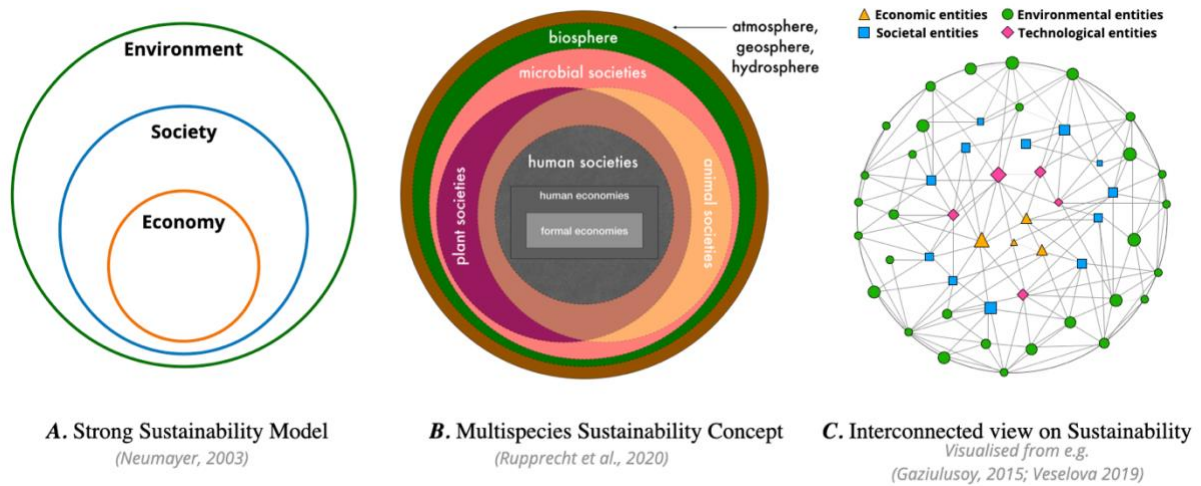 Environment
Society
Economy
A. Strong Sustainability Model
(Neumayer, 2003)
atmosphere,
geosphere,
hydrosphere
biosphere
microbial societies
plant societies
animal societies
human societies
human economies
formal economies
B. Multispecies Sustainability Concept
(Rupprecht et al., 2020)
Economic entities
Environmental entities
Societal entities
Technological entities
C. Interconnected view on Sustainability
Visualised from e.g.
(Gaziulusoy, 2015; Veselova 2019)